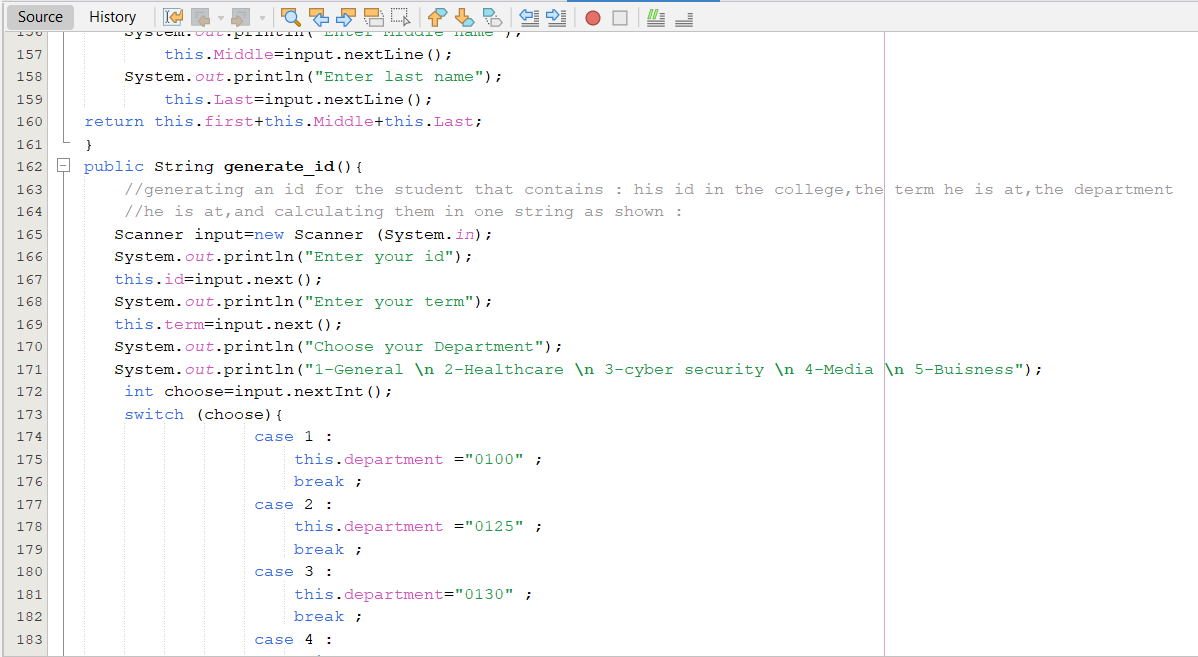 Source History
156 System.out.println("Enter Middle name");
157 this.Middle=input.nextLine();
158 System.out.println("Enter last name");
159 this.Last=input.nextLine();
160 return this.first+this.Middle+this.Last;
161 }
162 public String generate_id(){
163 //generating an id for the student that contains : his id in the college,the term he is at,the department
164 //he is at,and calculating them in one string as shown :
165 Scanner input=new Scanner (System.in);
166 System.out.println("Enter your id");
167 this.id=input.next();
168 System.out.println("Enter your term");
169 this.term=input.next();
170 System.out.println("Choose your Department");
171 System.out.println("1-General \n 2-Healthcare \n 3-cyber security \n 4-Media \n 5-Buisness");
172 int choose=input.nextInt();
173 switch (choose){
174 case 1 :
175 this.department ="0100" ;
176 break ;
177 case 2 :
178 this.department ="0125" ;
179 break ;
180 case 3 :
181 this.department="0130" ;
182 break ;
183 case 4 :